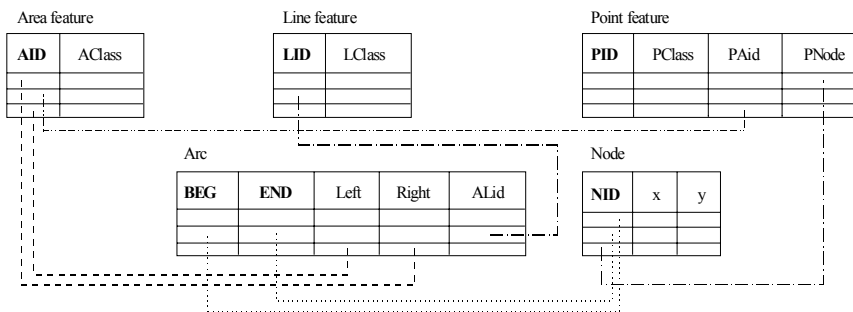 Area feature
Line feature
Point feature
AID AClass
LID LClass
PID PClass PAid PNode
Arc
Node
BEG END Left Right ALid
NID x y